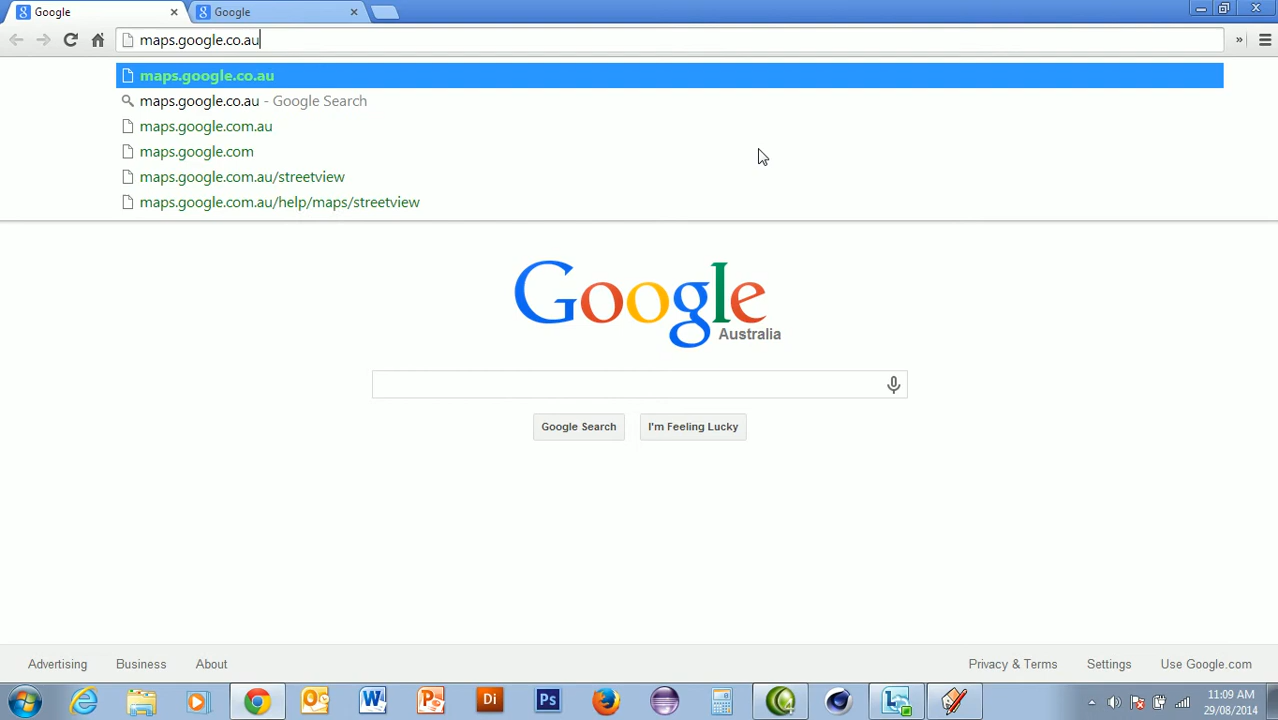 Google
Google
maps.google.co.au
maps.google.co.au
maps.google.co.au - Google Search
maps.google.com.au
maps.google.com
maps.google.com.au/streetview
maps.google.com.au/help/maps/streetview
Google
Australia
Google Search
I'm Feeling Lucky
Advertising
Business
About
Privacy & Terms
Settings
Use Google.com
Di
Ps
11:09 AM
29/08/2014